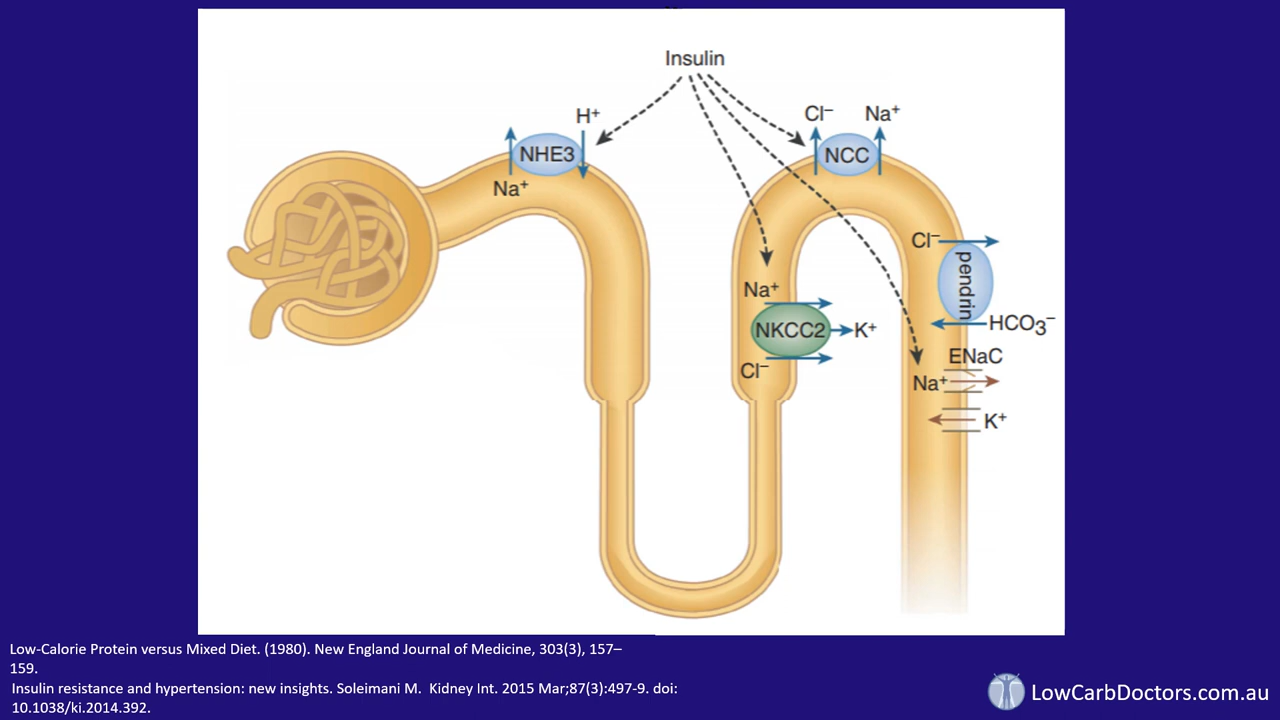 Insulin
H⁺
NHE3
Na⁺
Cl⁻ Na⁺
NCC
Cl⁻
pendrin
HCO₃⁻
Na⁺
NKCC2 K⁺
Cl⁻
ENaC
Na⁺
K⁺
Low-Calorie Protein versus Mixed Diet. (1980). New England Journal of Medicine, 303(3), 157–
159.
Insulin resistance and hypertension: new insights. Soleimani M. Kidney Int. 2015 Mar;87(3):497-9. doi:
10.1038/ki.2014.392.
LowCarbDoctors.com.au